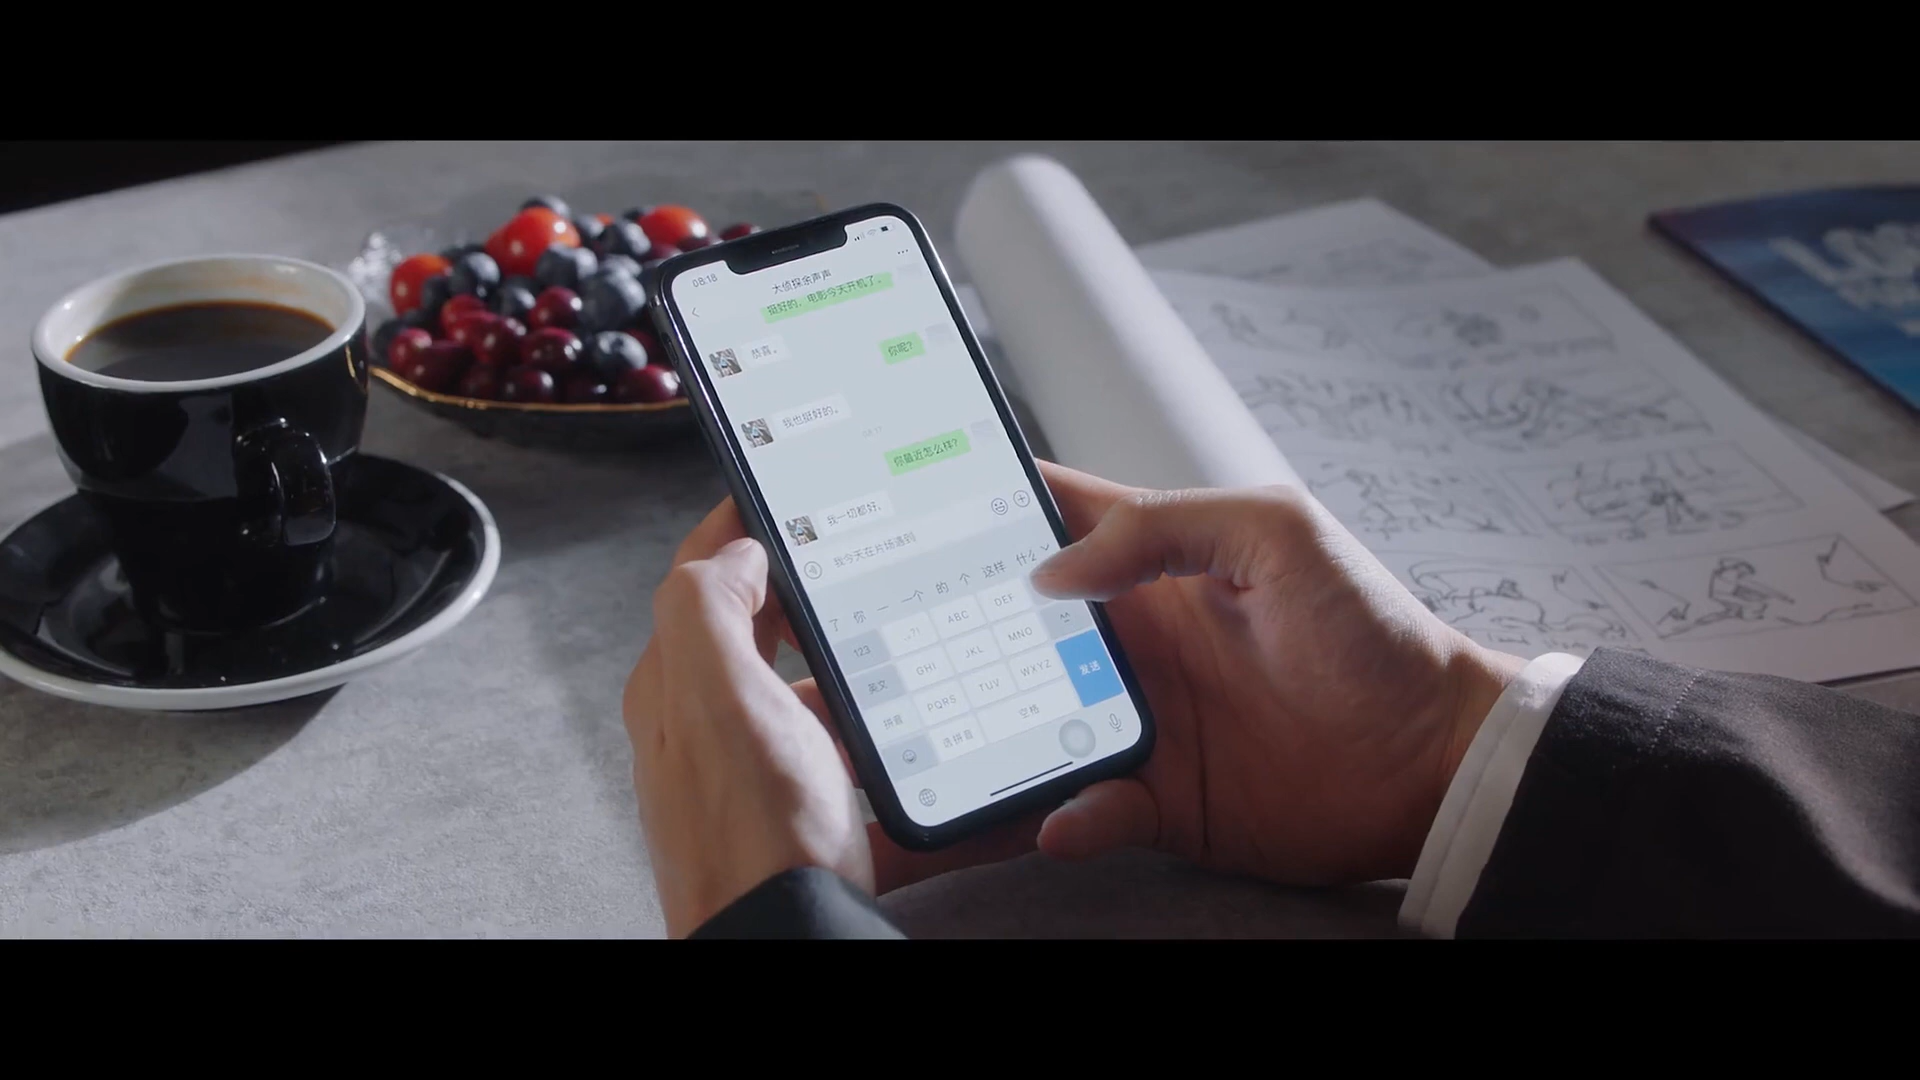 08:18
大侦探余声声
挺好的，电影今天开机了。
恭喜。
你呢？
我也挺好的。
08:17
你最近怎么样？
我一切都好。
我今天在片场遇到
了 你 一 一个 的 个 这样 什么
123 .,?! ABC DEF
英文 GHI JKL MNO ^^
拼音 PQRS TUV WXYZ 发送
选拼音 空格